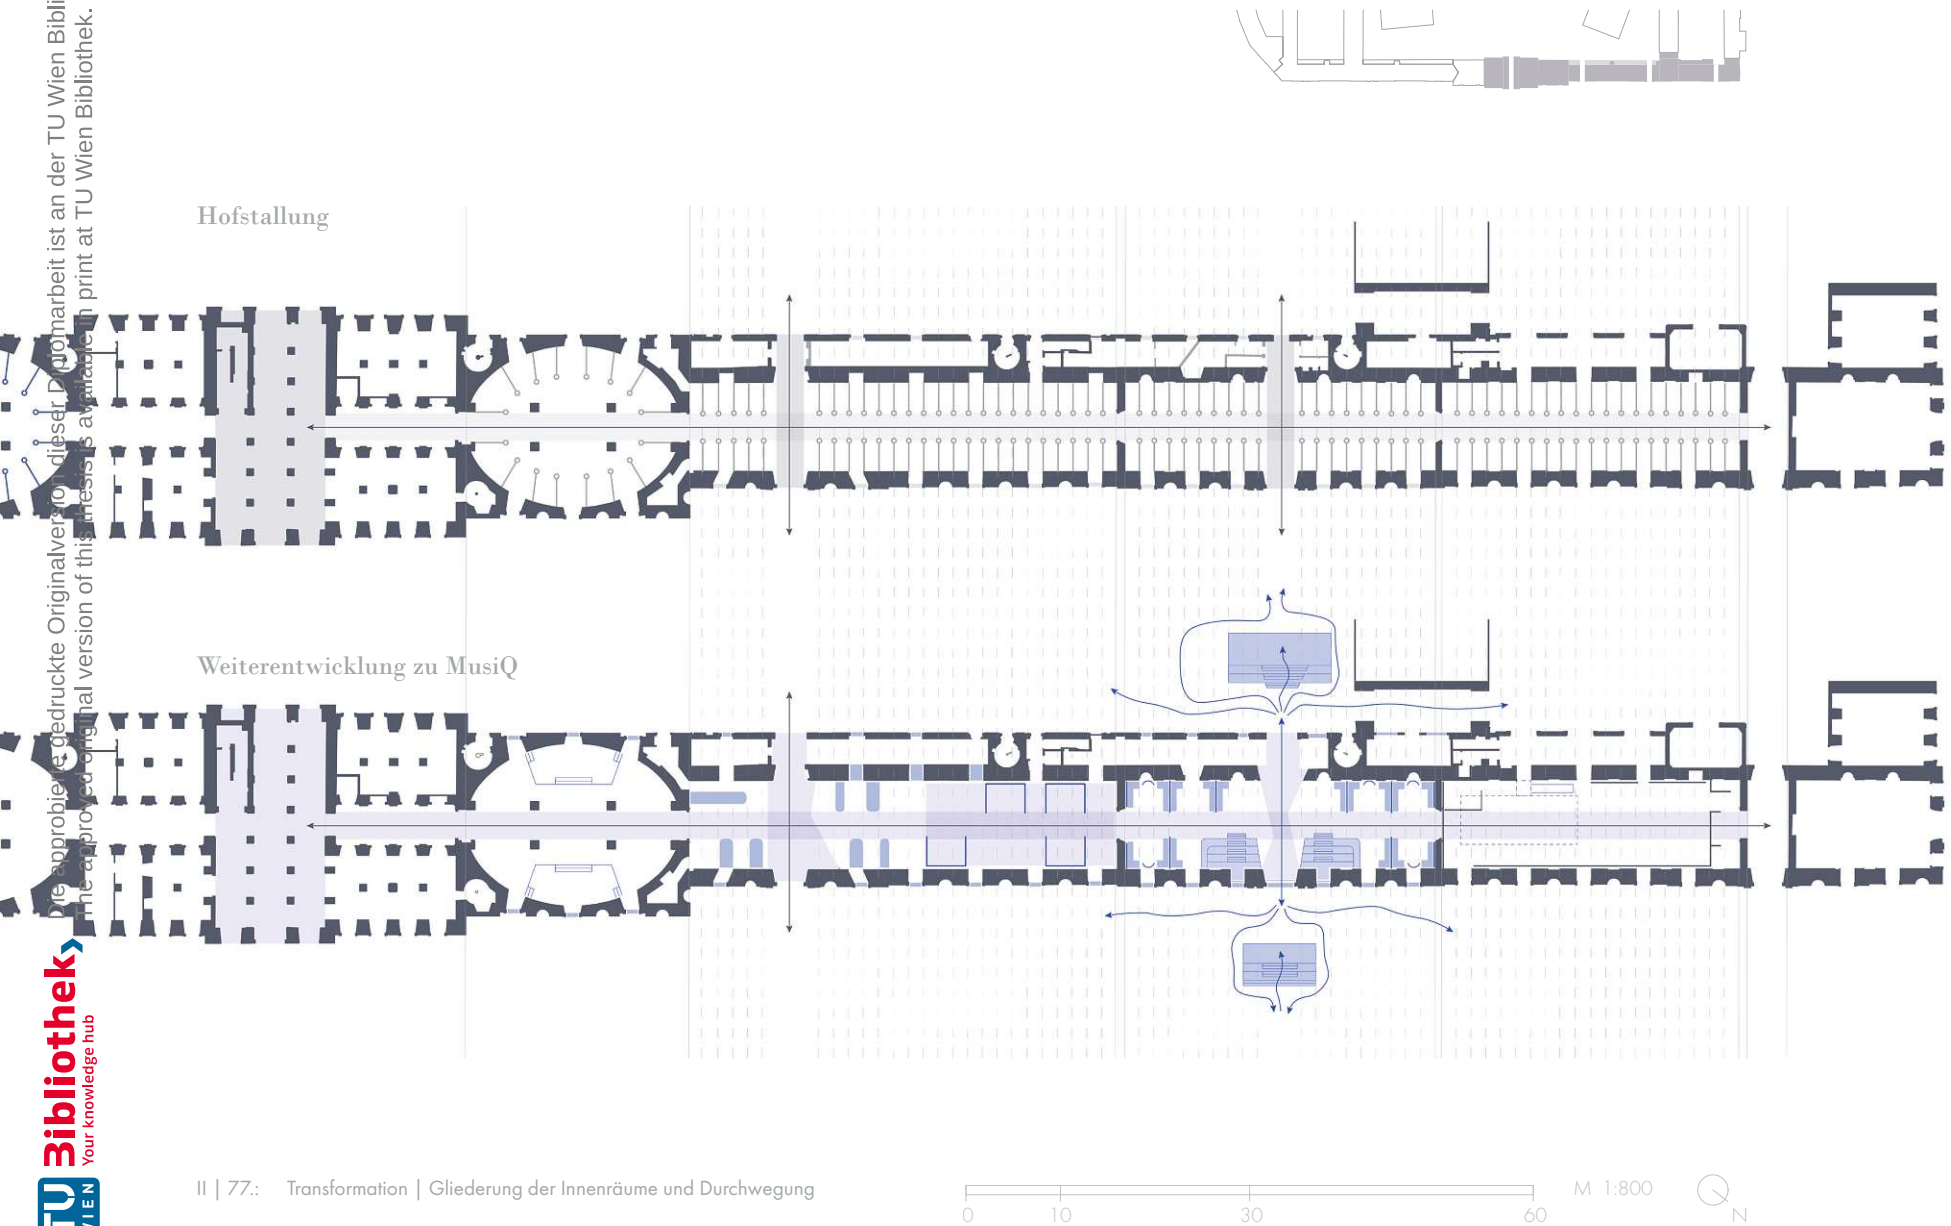 Die approbierte gedruckte Originalversion dieser Diplomarbeit ist an der TU Wien Bibli
The approved original version of this thesis is available in print at TU Wien Bibliothek.
Hofstallung
Weiterentwicklung zu MusiQ
Bibliothek
Your knowledge hub
TU
WIEN
II | 77.: Transformation | Gliederung der Innenräume und Durchwegung
0 10 30 60
M 1:800
N